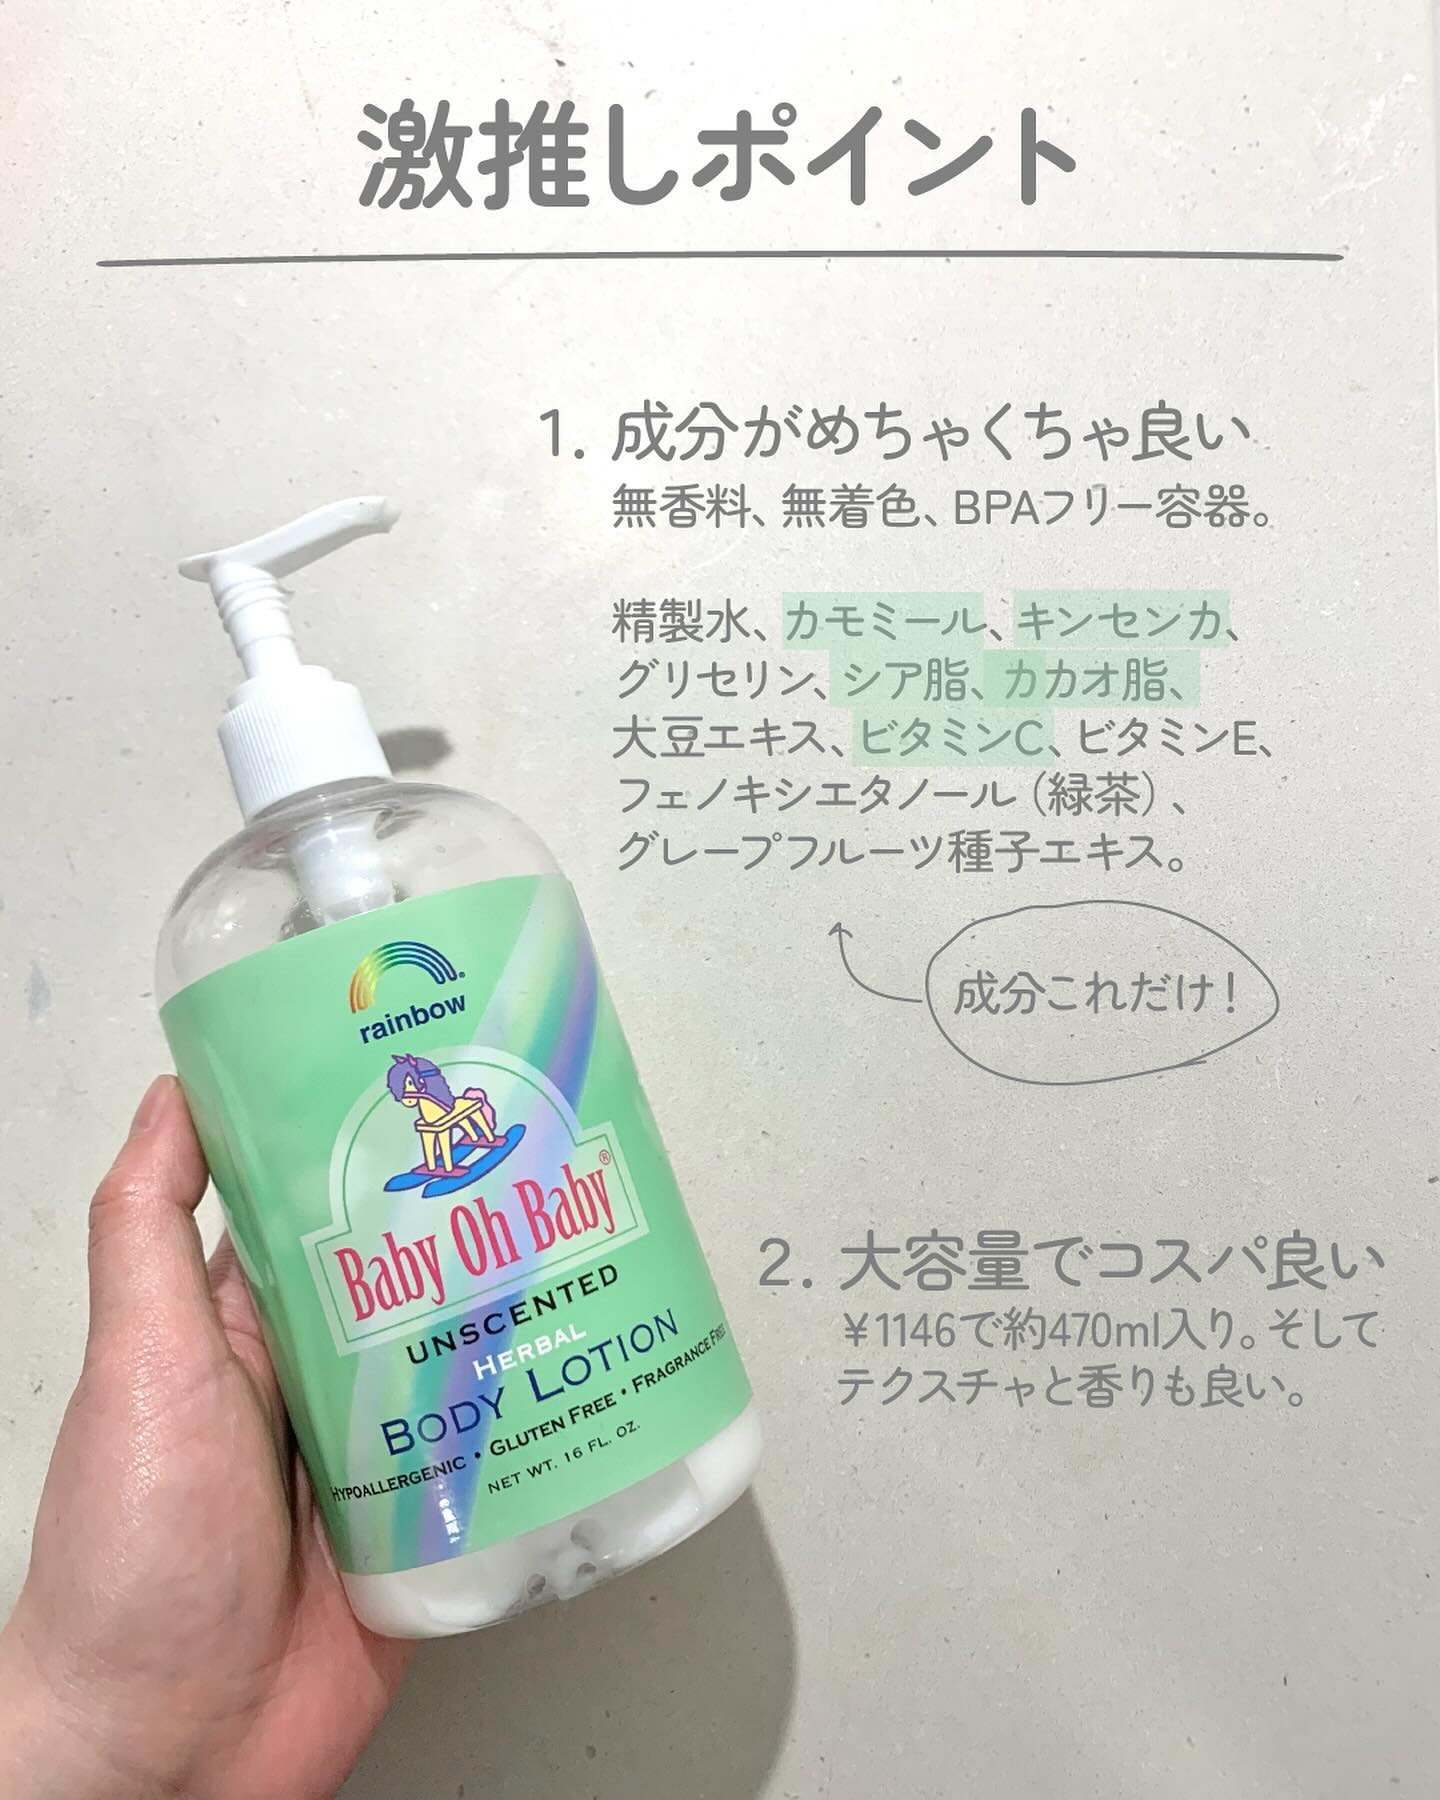 激推しポイント
1. 成分がめちゃくちゃ良い
無香料、無着色、BPAフリー容器。
精製水、カモミール、キンセンカ、
グリセリン、シア脂、カカオ脂、
大豆エキス、ビタミンC、ビタミンE、
フェノキシエタノール（緑茶）、
グレープフルーツ種子エキス。
成分これだけ！
2. 大容量でコスパ良い
¥1146で約470ml入り。そして
テクスチャと香りも良い。
rainbow®
Baby Oh Baby®
UNSCENTED
HERBAL
BODY LOTION
HYPOALLERGENIC • GLUTEN FREE • FRAGRANCE FREE
NET WT. 16 FL. OZ.